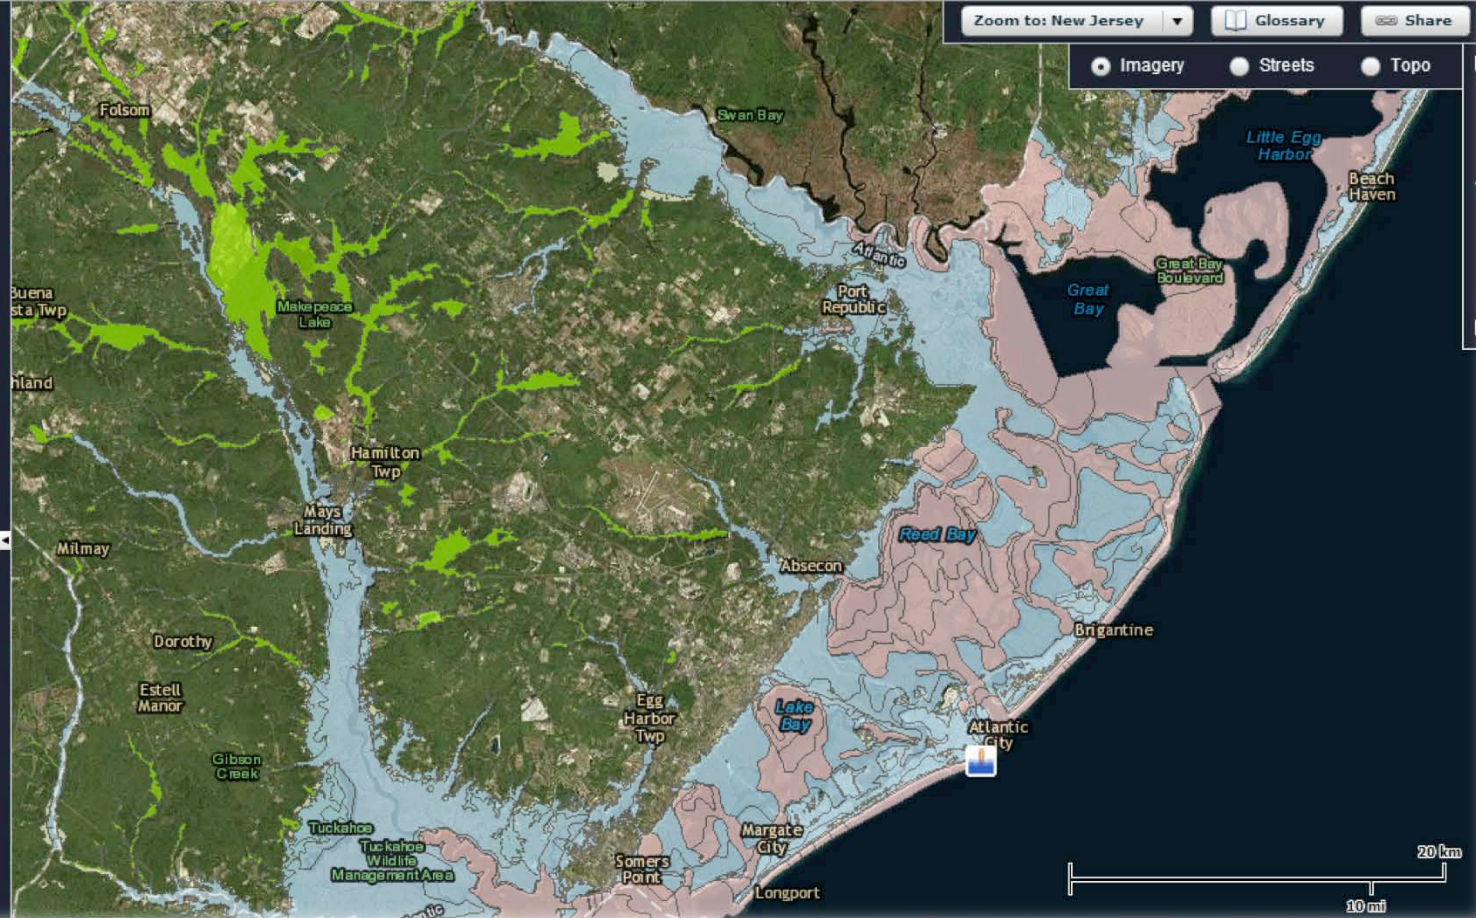 Zoom to: New Jersey
Glossary
Share
Imagery
Streets
Topo
Folsom
Swan Bay
Little Egg
Harbor
Beach
Haven
Atlantic
Great Bay
Boulevard
Buena
sta Twp
Makepeace
Lake
Port
Republic
Great
Bay
hland
Hamilton
Twp
Mays
Landing
Reed Bay
Milmay
Absecon
Brigantine
Dorothy
Estell
Manor
Egg
Harbor
Twp
Lake
Bay
Atlantic
City
Gibson
Creek
Tuckahoe
Tuckahoe
Wildlife
Management Area
Margate
City
Somers
Point
Longport
20 km
10 mi
ntic